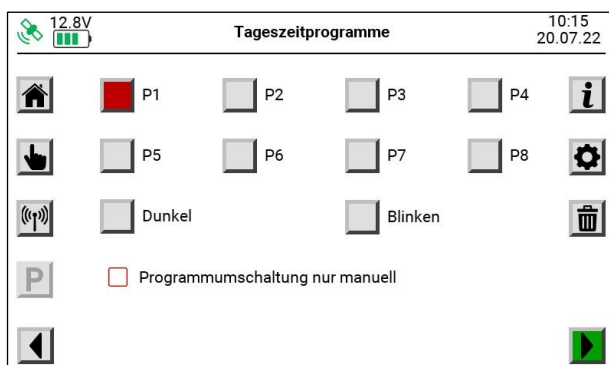 12.8V
Tageszeitprogramme
10:15
20.07.22
P1 P2 P3 P4 i
P5 P6 P7 P8
Dunkel Blinken
P Programmumschaltung nur manuell